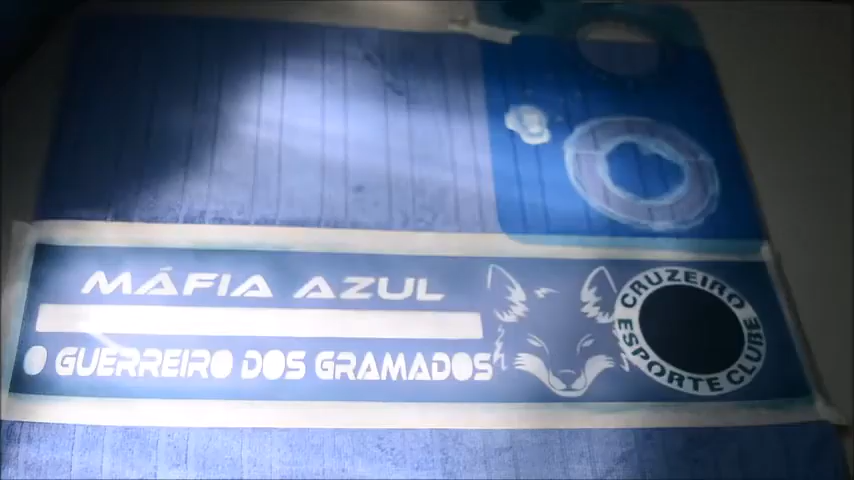 MÁFIA AZUL
O GUERREIRO DOS GRAMADOS
CRUZEIRO
ESPORTE CLUBE